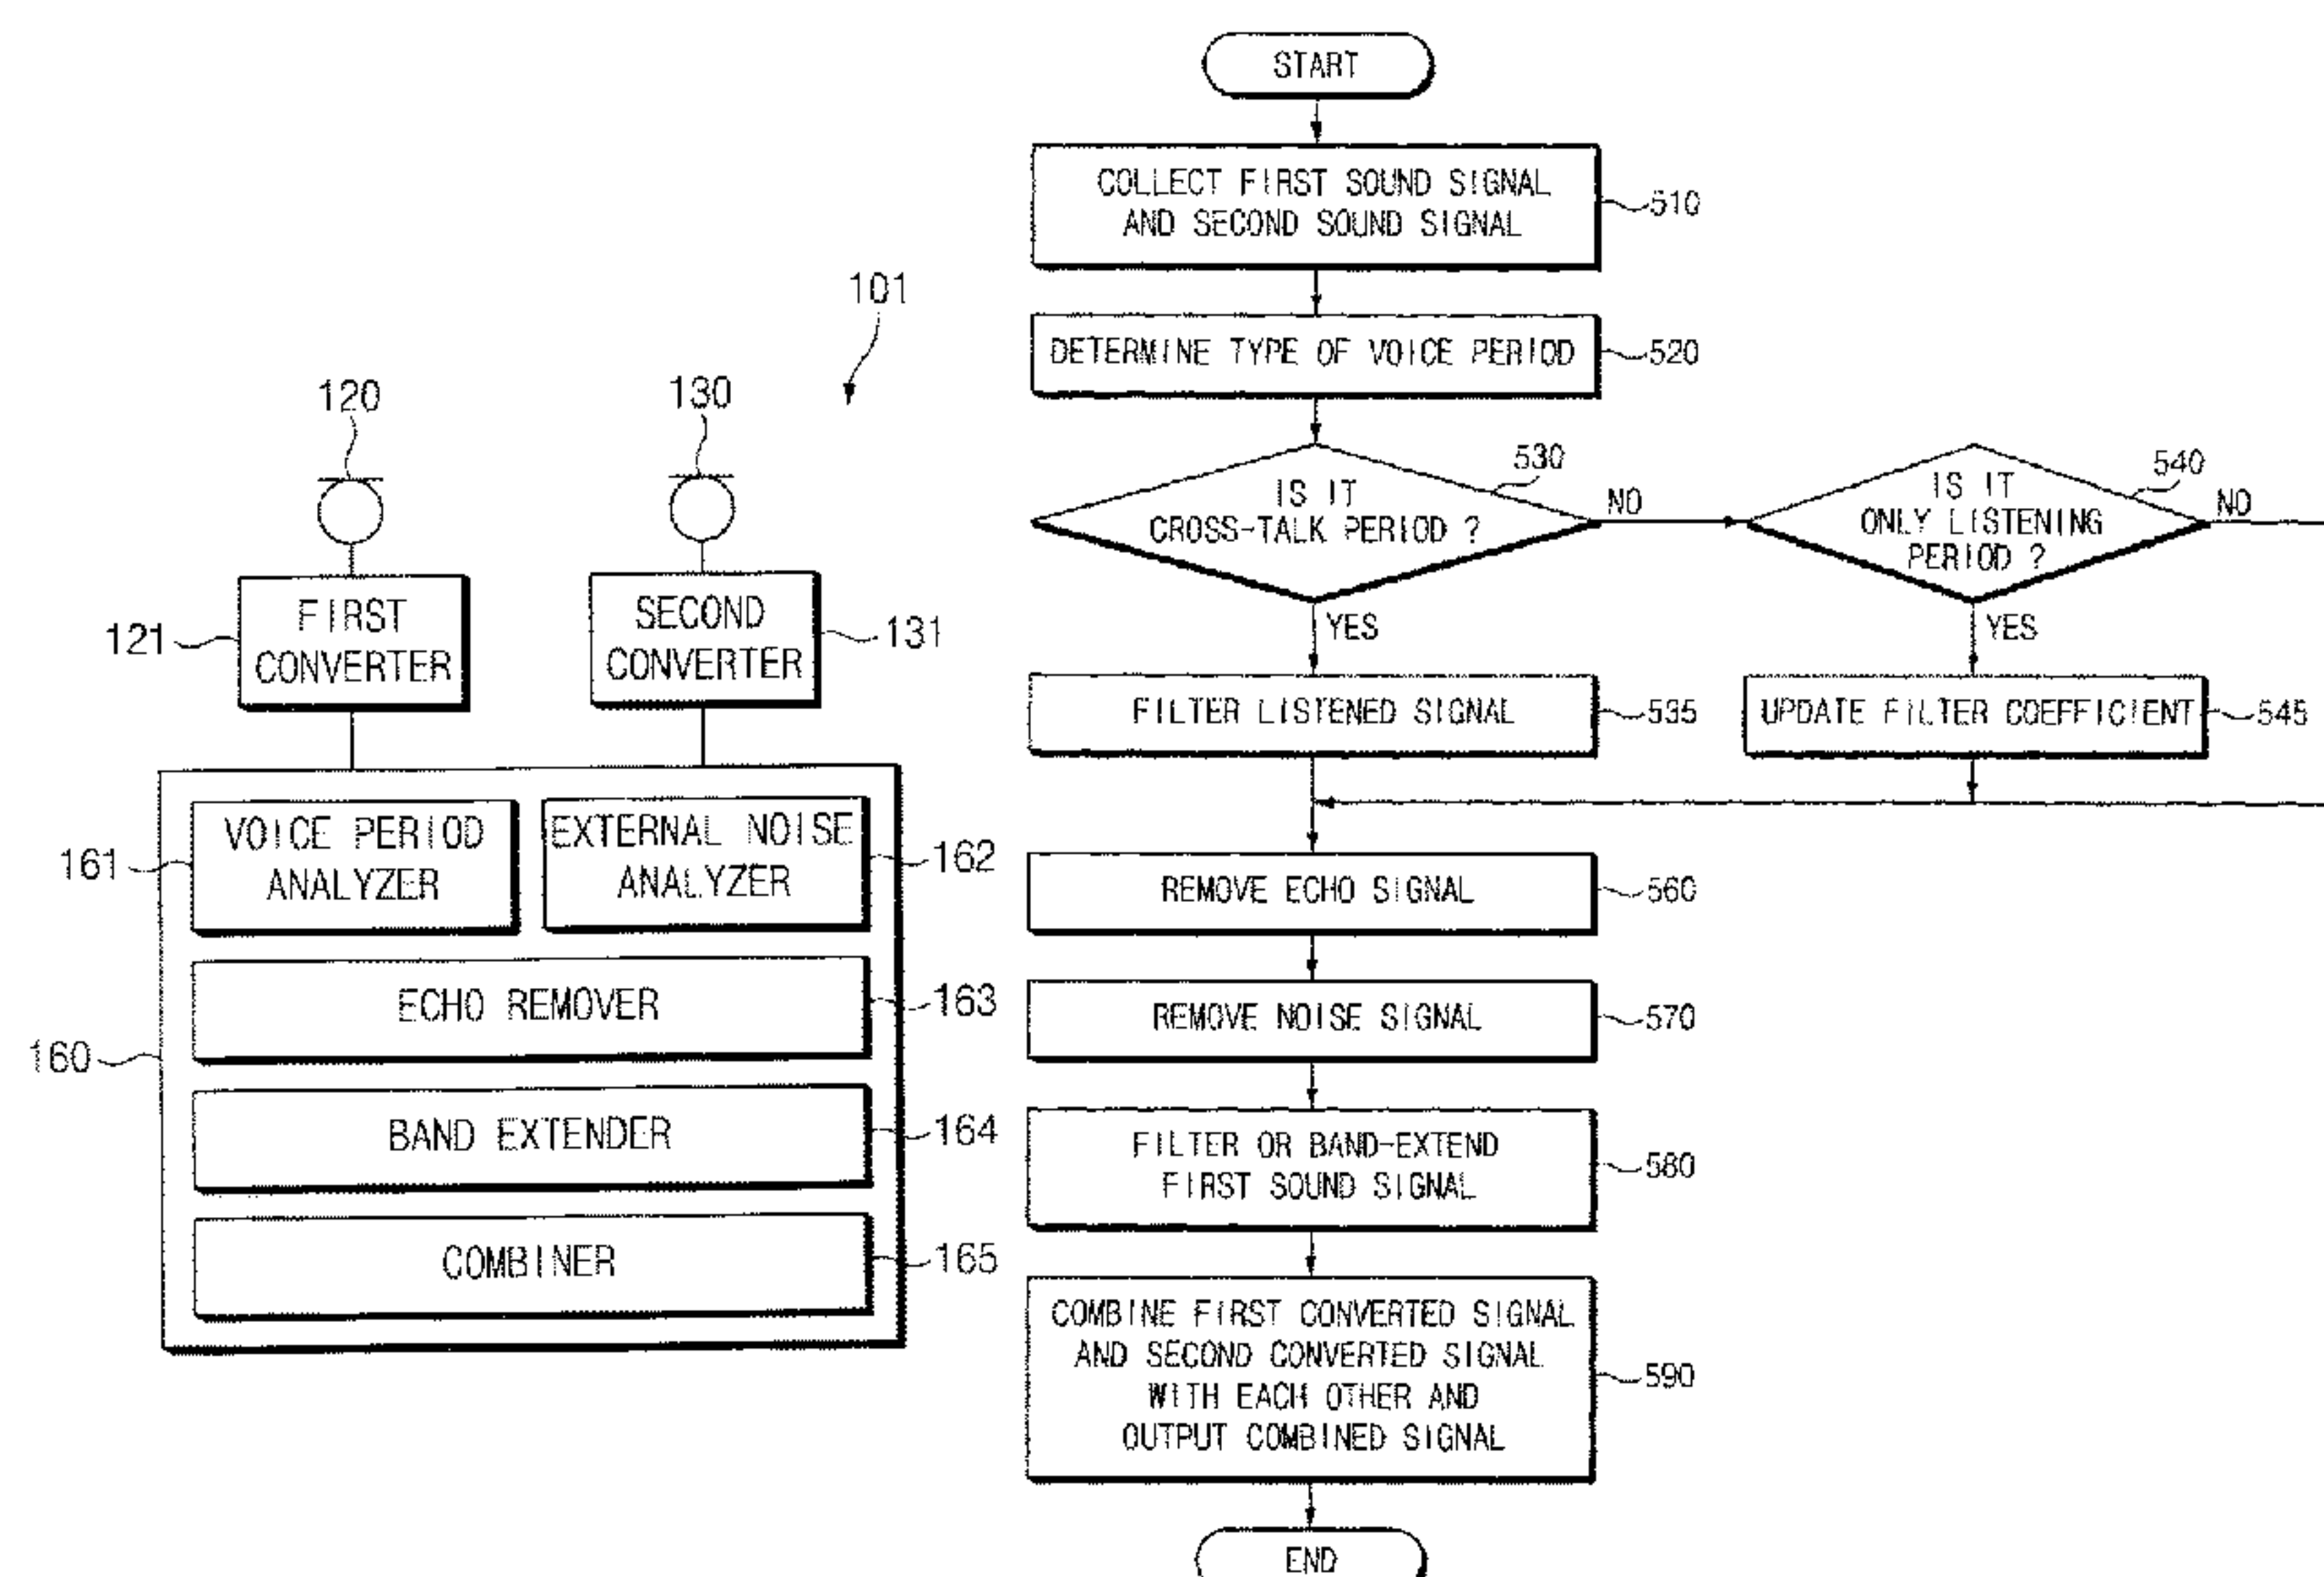 101
120
130
FIRST
CONVERTER
121
SECOND
CONVERTER
131
VOICE PERIOD
ANALYZER
161
EXTERNAL NOISE
ANALYZER
162
ECHO REMOVER
163
160
BAND EXTENDER
164
COMBINER
165
START
COLLECT FIRST SOUND SIGNAL
AND SECOND SOUND SIGNAL
510
DETERMINE TYPE OF VOICE PERIOD
520
IS IT
CROSS-TALK PERIOD ?
530
NO
YES
IS IT
ONLY LISTENING
PERIOD ?
540
NO
YES
FILTER LISTENED SIGNAL
535
UPDATE FILTER COEFFICIENT
545
REMOVE ECHO SIGNAL
560
REMOVE NOISE SIGNAL
570
FILTER OR BAND-EXTEND
FIRST SOUND SIGNAL
580
COMBINE FIRST CONVERTED SIGNAL
AND SECOND CONVERTED SIGNAL
WITH EACH OTHER AND
OUTPUT COMBINED SIGNAL
590
END